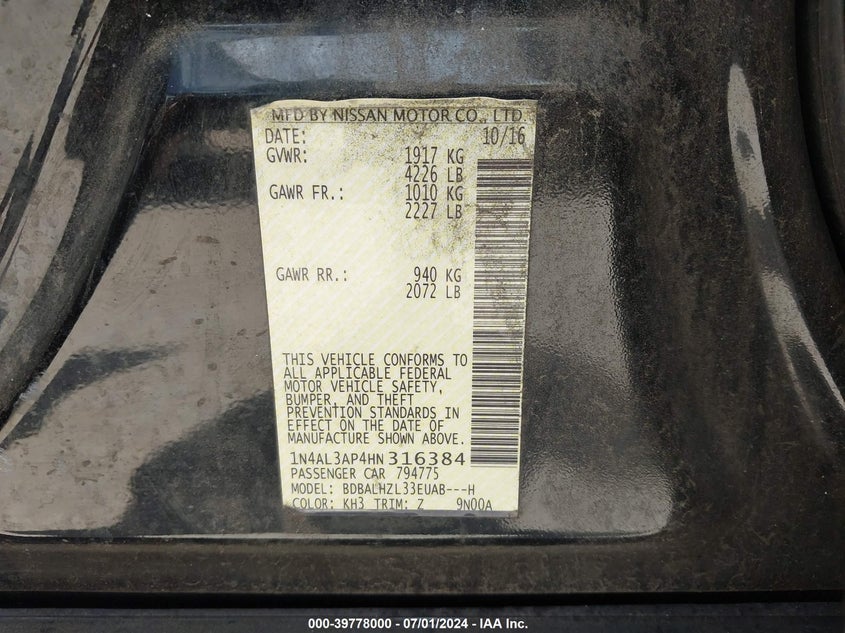 MFD BY NISSAN MOTOR CO., LTD
DATE: 10/16
GVWR: 1917 KG
4226 LB
GAWR FR.: 1010 KG
2227 LB
GAWR RR.: 940 KG
2072 LB
THIS VEHICLE CONFORMS TO
ALL APPLICABLE FEDERAL
MOTOR VEHICLE SAFETY,
BUMPER, AND THEFT
PREVENTION STANDARDS IN
EFFECT ON THE DATE OF
MANUFACTURE SHOWN ABOVE.
1N4AL3AP4HN316384
PASSENGER CAR 794775
MODEL: BDBALHZL33EUAB---H
COLOR: KH3 TRIM: Z 9N00A
000-39778000 - 07/01/2024 - IAA Inc.